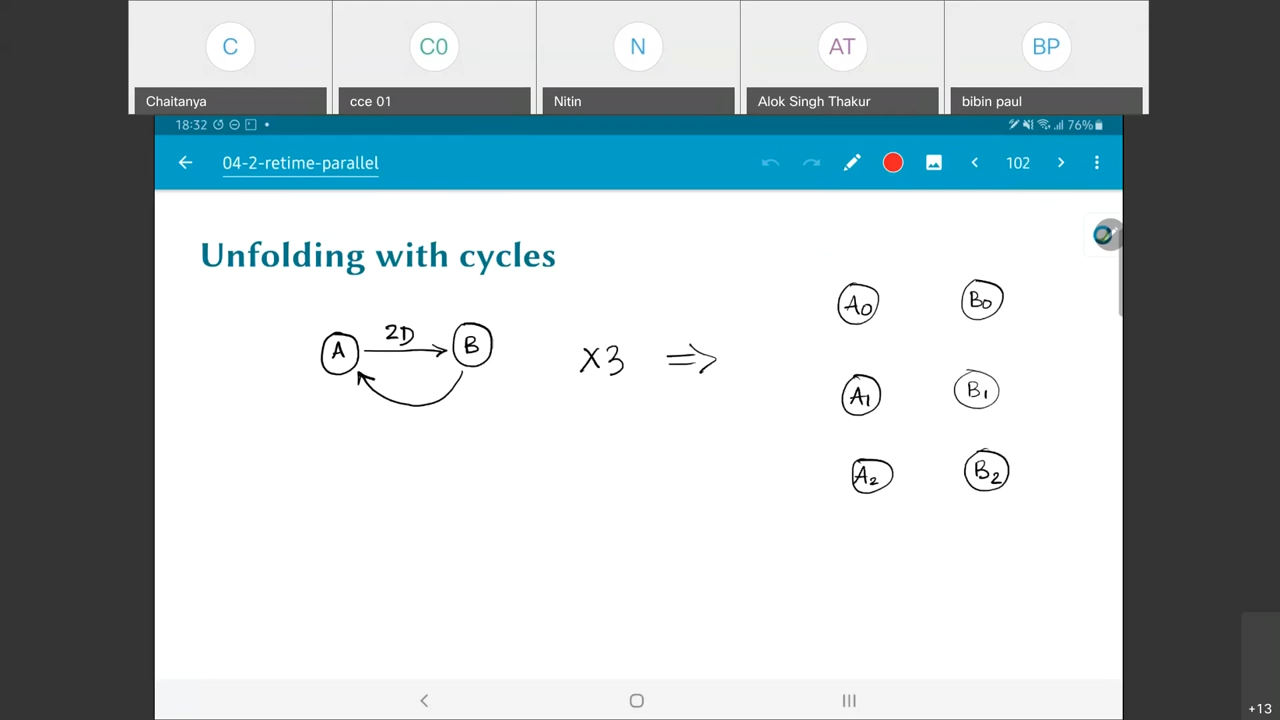 C C0 N AT BP
Chaitanya cce 01 Nitin Alok Singh Thakur bibin paul
18:32 76%
04-2-retime-parallel 102
Unfolding with cycles
A 2D B X3 ⇒
A0 B0
A1 B1
A2 B2
+13